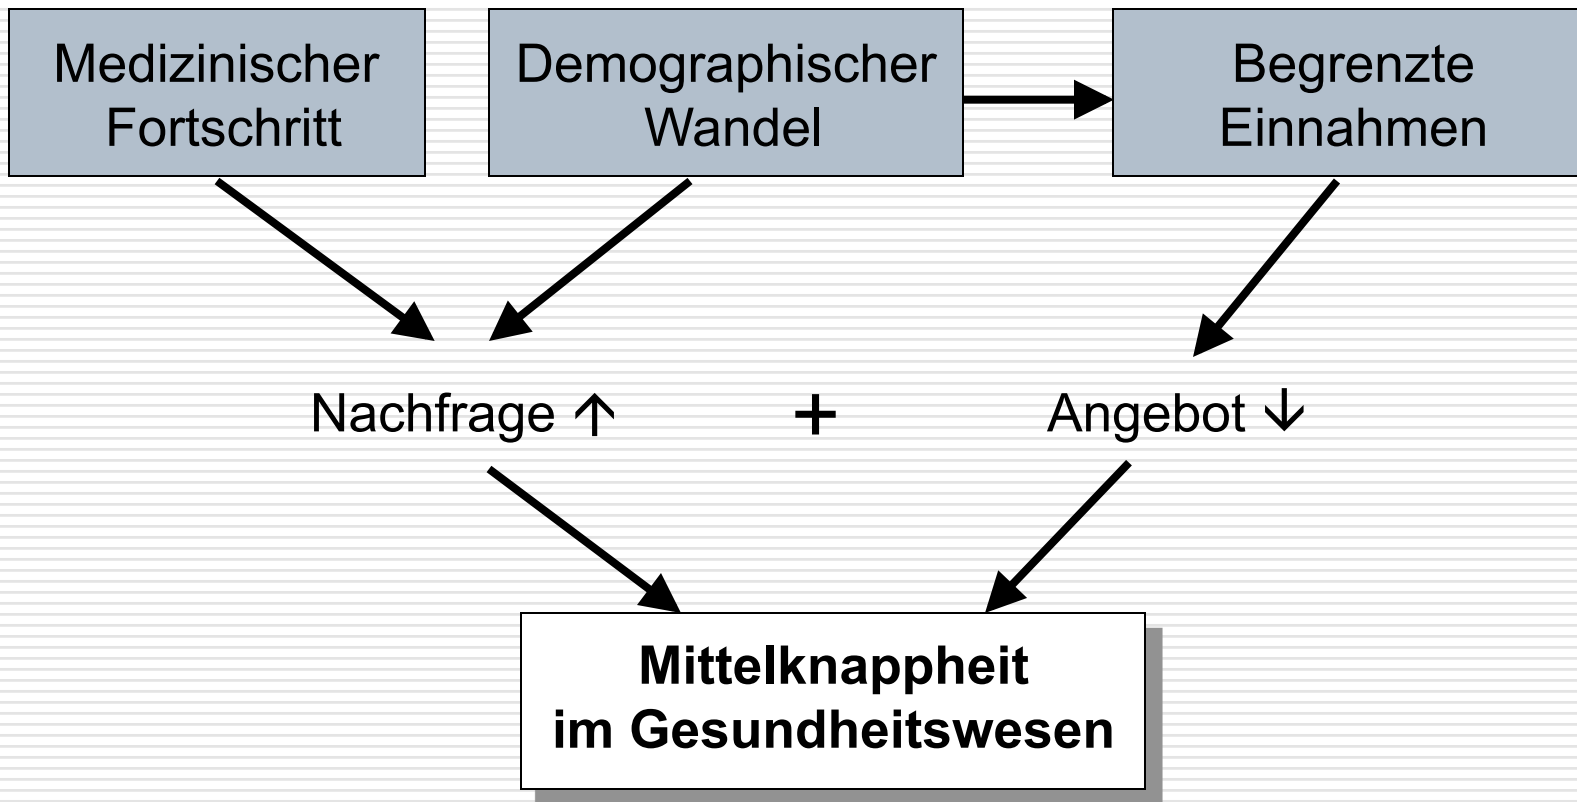 Medizinischer
Fortschritt
Demographischer
Wandel
Begrenzte
Einnahmen
Nachfrage ↑
+
Angebot ↓
Mittelknappheit
im Gesundheitswesen